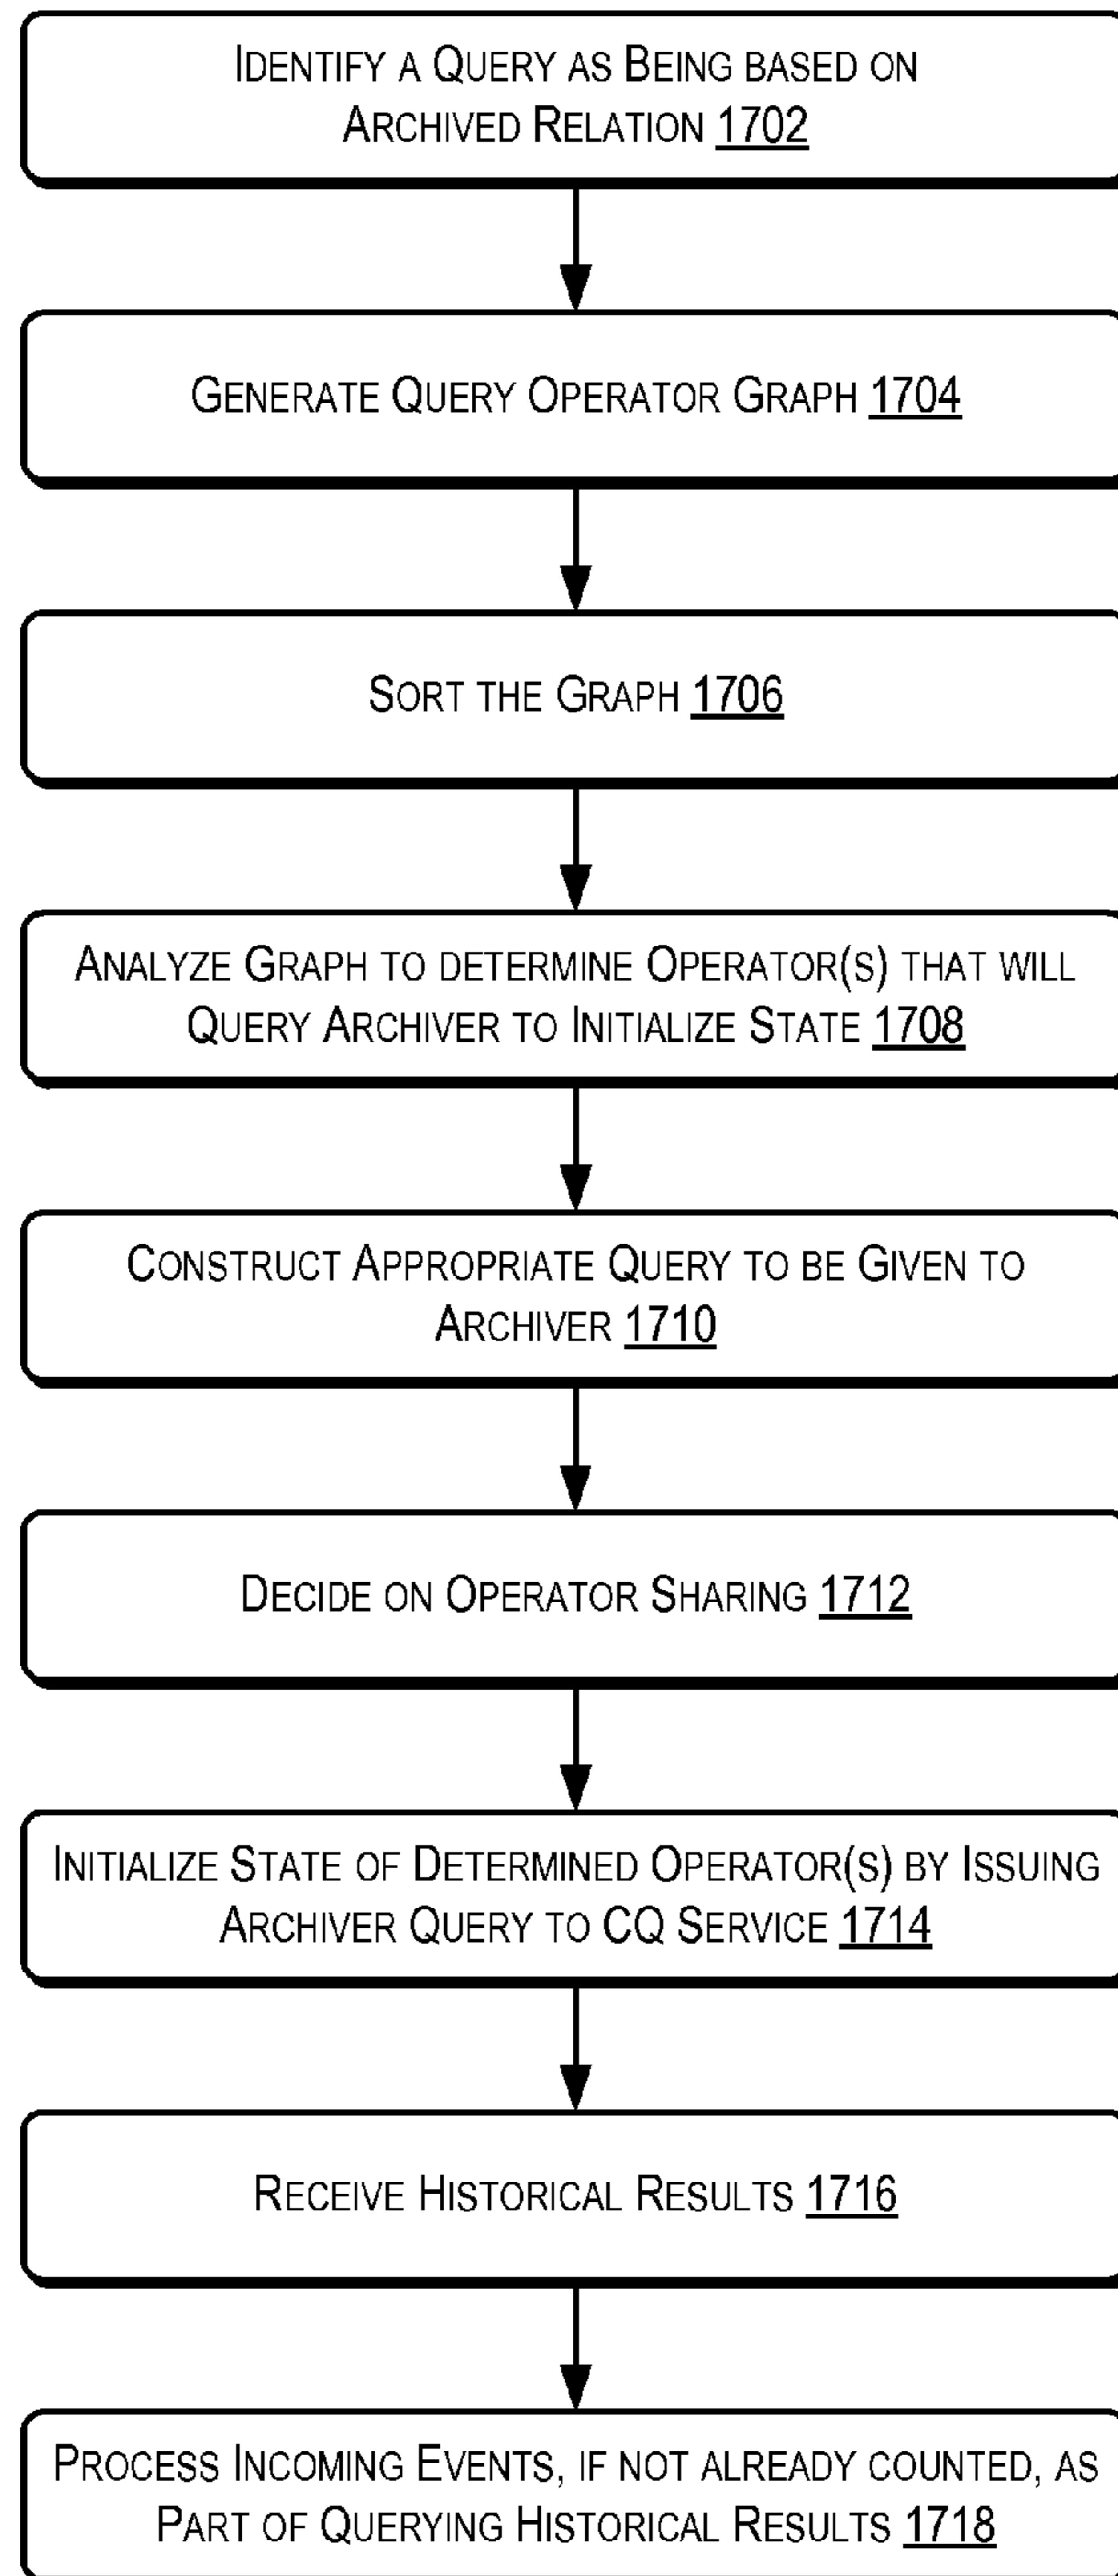 IDENTIFY A QUERY AS BEING BASED ON
ARCHIVED RELATION 1702
GENERATE QUERY OPERATOR GRAPH 1704
SORT THE GRAPH 1706
ANALYZE GRAPH TO DETERMINE OPERATOR(S) THAT WILL
QUERY ARCHIVER TO INITIALIZE STATE 1708
CONSTRUCT APPROPRIATE QUERY TO BE GIVEN TO
ARCHIVER 1710
DECIDE ON OPERATOR SHARING 1712
INITIALIZE STATE OF DETERMINED OPERATOR(S) BY ISSUING
ARCHIVER QUERY TO CQ SERVICE 1714
RECEIVE HISTORICAL RESULTS 1716
PROCESS INCOMING EVENTS, IF NOT ALREADY COUNTED, AS
PART OF QUERYING HISTORICAL RESULTS 1718